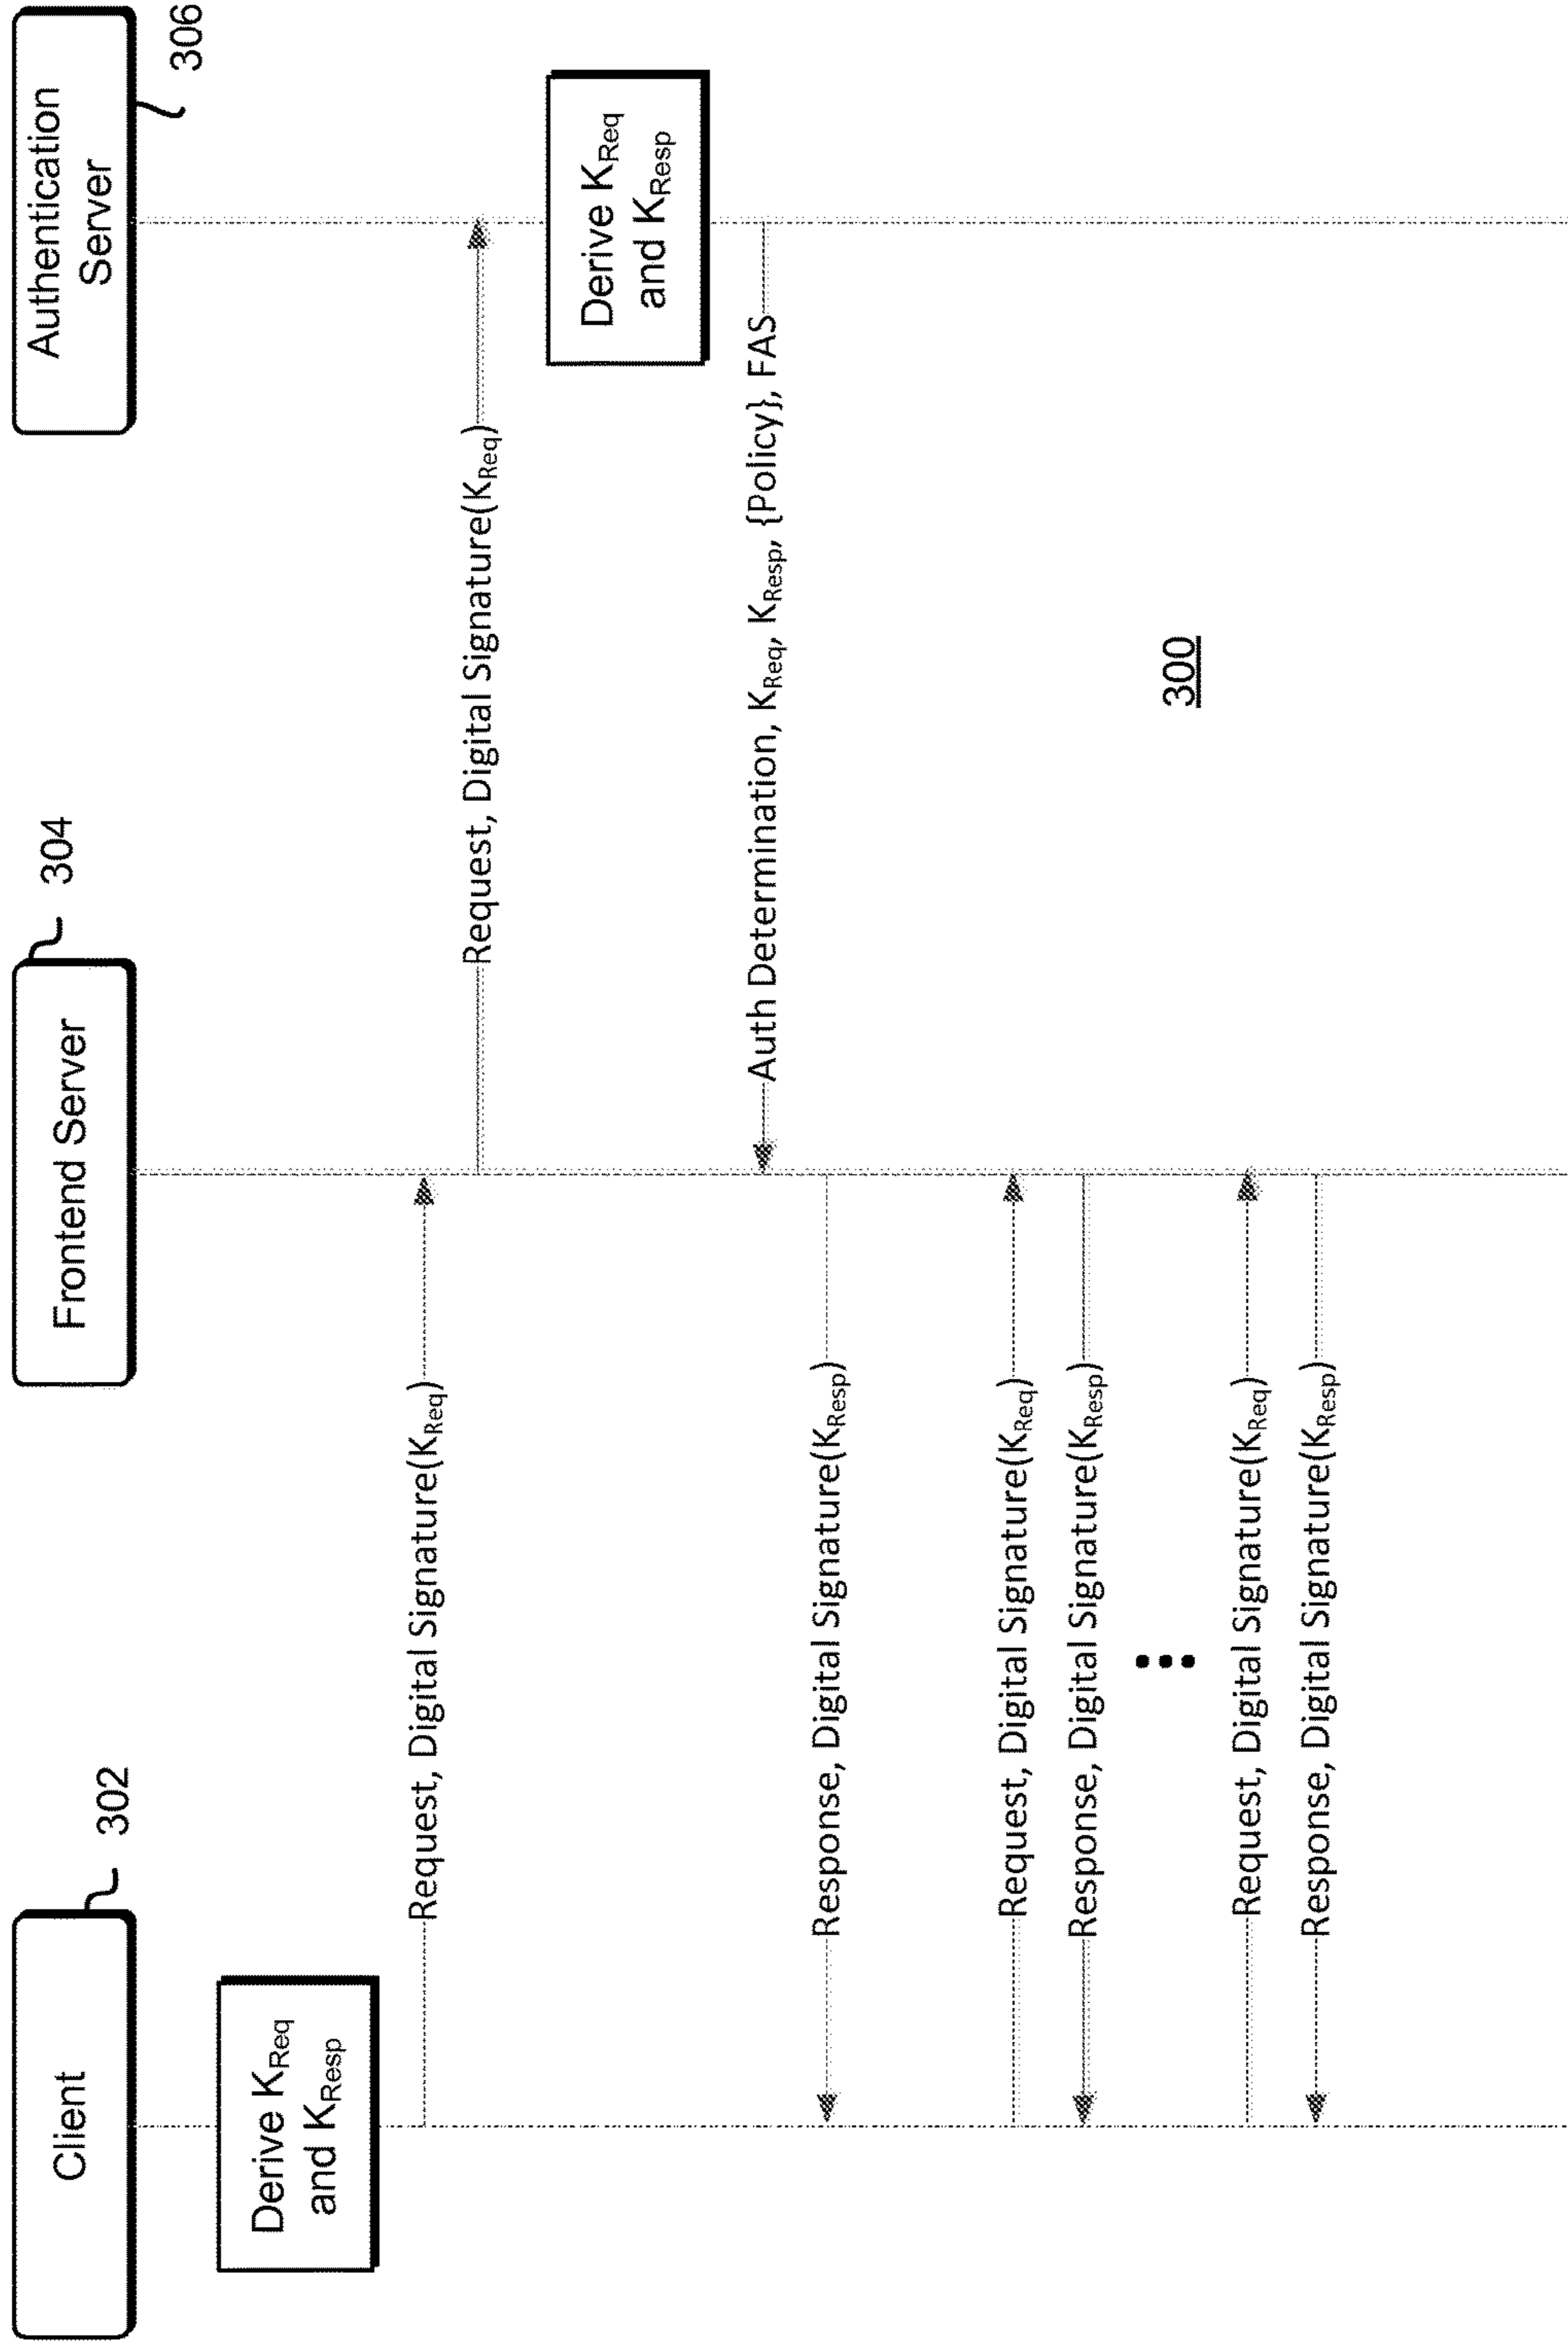 Client
302
Frontend Server
304
Authentication
Server
306
Derive K_Req
and K_Resp
Request, Digital Signature(K_Req)
Request, Digital Signature(K_Req)
Derive K_Req
and K_Resp
Auth Determination, K_Req, K_Resp, {Policy}, FAS
Response, Digital Signature(K_Resp)
Request, Digital Signature(K_Req)
Response, Digital Signature(K_Resp)
Request, Digital Signature(K_Req)
Response, Digital Signature(K_Resp)
300